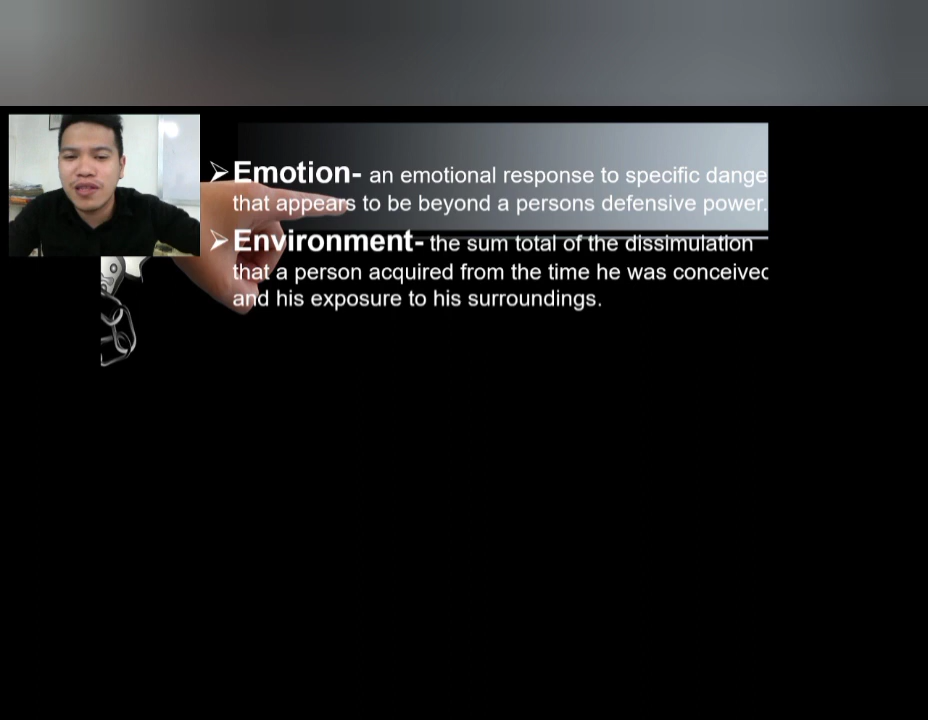 ➢ Emotion- an emotional response to specific dange
that appears to be beyond a persons defensive power.
➢ Environment- the sum total of the dissimulation
that a person acquired from the time he was conceived
and his exposure to his surroundings.